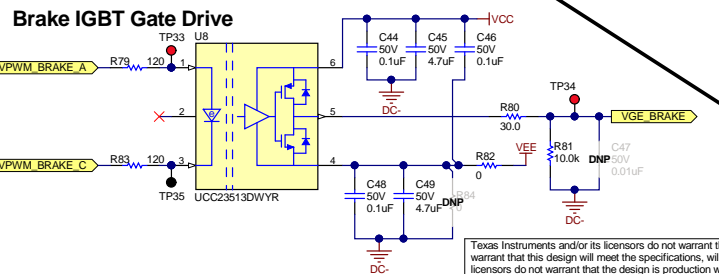 Brake IGBT Gate Drive
TP33
U8
VCC
C44
50V
0.1uF
C45
50V
4.7uF
C46
50V
0.1uF
R79
120
1
6
VPWM_BRAKE_A
DC-
TP34
2
5
R80
30.0
VGE_BRAKE
R81
10.0k
C47
DNP
50V
0.01uF
VPWM_BRAKE_C
R83
120
3
4
R82
0
VEE
TP35
UCC23513DWYR
C48
50V
0.1uF
C49
50V
4.7uF
R84
DNP
0
DC-
DC-
Texas Instruments and/or its licensors do not warrant
warrant that this design will meet the specifications,
licensors do not warrant that the design is production